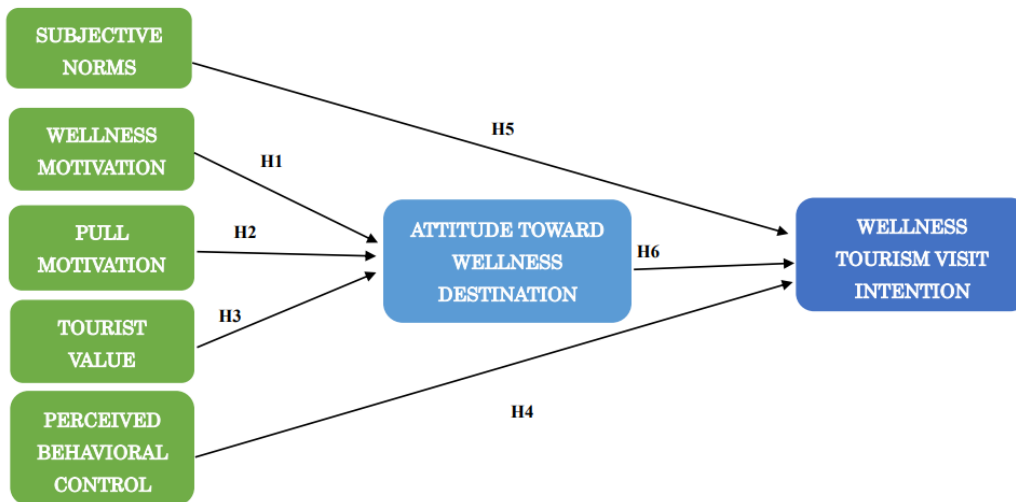 SUBJECTIVE
NORMS
H5
WELLNESS
MOTIVATION
H1
PULL
MOTIVATION
H2
ATTITUDE TOWARD
WELLNESS
DESTINATION
H6
WELLNESS
TOURISM VISIT
INTENTION
TOURIST
VALUE
H3
PERCEIVED
BEHAVIORAL
CONTROL
H4